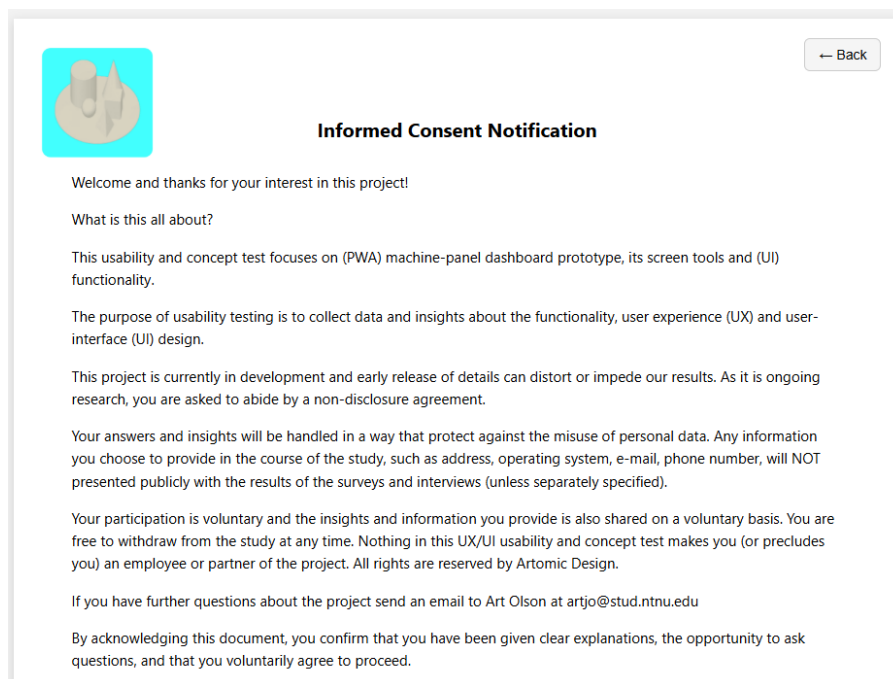 ← Back
Informed Consent Notification
Welcome and thanks for your interest in this project!
What is this all about?
This usability and concept test focuses on (PWA) machine-panel dashboard prototype, its screen tools and (UI)
functionality.
The purpose of usability testing is to collect data and insights about the functionality, user experience (UX) and user-
interface (UI) design.
This project is currently in development and early release of details can distort or impede our results. As it is ongoing
research, you are asked to abide by a non-disclosure agreement.
Your answers and insights will be handled in a way that protect against the misuse of personal data. Any information
you choose to provide in the course of the study, such as address, operating system, e-mail, phone number, will NOT
presented publicly with the results of the surveys and interviews (unless separately specified).
Your participation is voluntary and the insights and information you provide is also shared on a voluntary basis. You are
free to withdraw from the study at any time. Nothing in this UX/UI usability and concept test makes you (or precludes
you) an employee or partner of the project. All rights are reserved by Artomic Design.
If you have further questions about the project send an email to Art Olson at artjo@stud.ntnu.edu
By acknowledging this document, you confirm that you have been given clear explanations, the opportunity to ask
questions, and that you voluntarily agree to proceed.